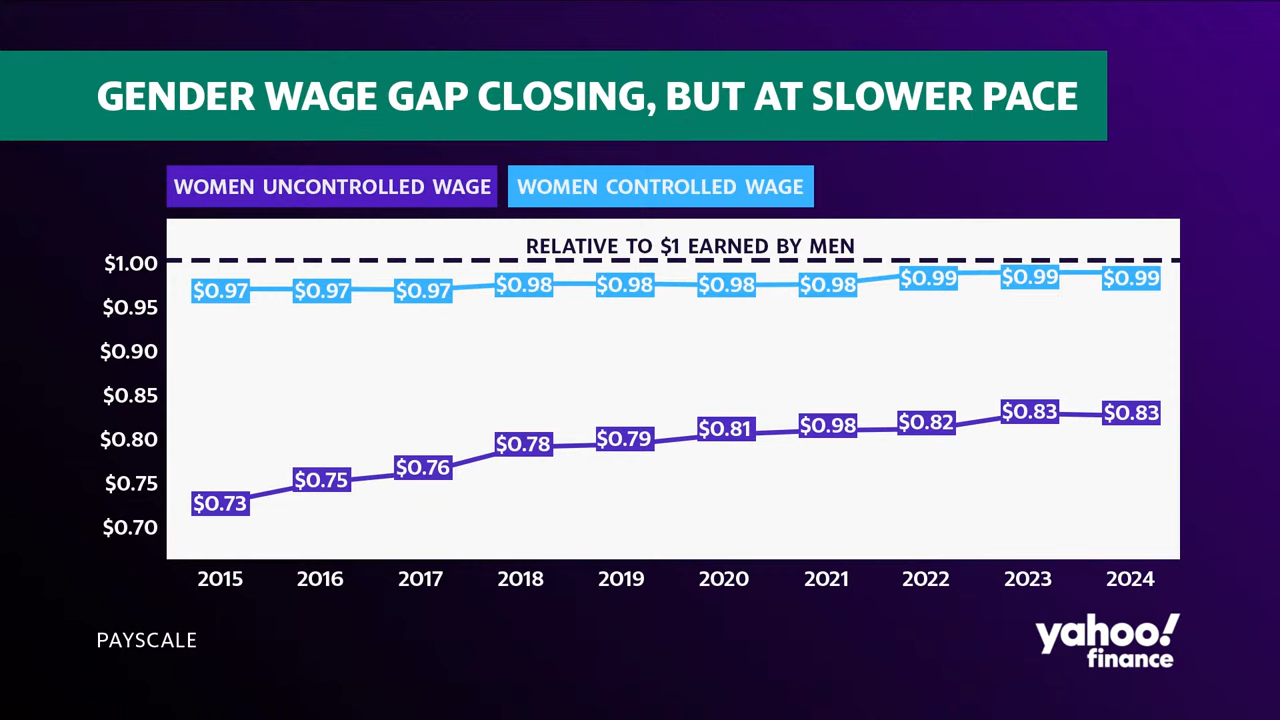 GENDER WAGE GAP CLOSING, BUT AT SLOWER PACE
WOMEN UNCONTROLLED WAGE
WOMEN CONTROLLED WAGE
RELATIVE TO $1 EARNED BY MEN
$1.00
$0.95
$0.90
$0.85
$0.80
$0.75
$0.70
$0.97 $0.97 $0.97 $0.98 $0.98 $0.98 $0.98 $0.99 $0.99 $0.99
$0.73 $0.75 $0.76 $0.78 $0.79 $0.81 $0.98 $0.82 $0.83 $0.83
2015 2016 2017 2018 2019 2020 2021 2022 2023 2024
PAYSCALE
yahoo!
finance